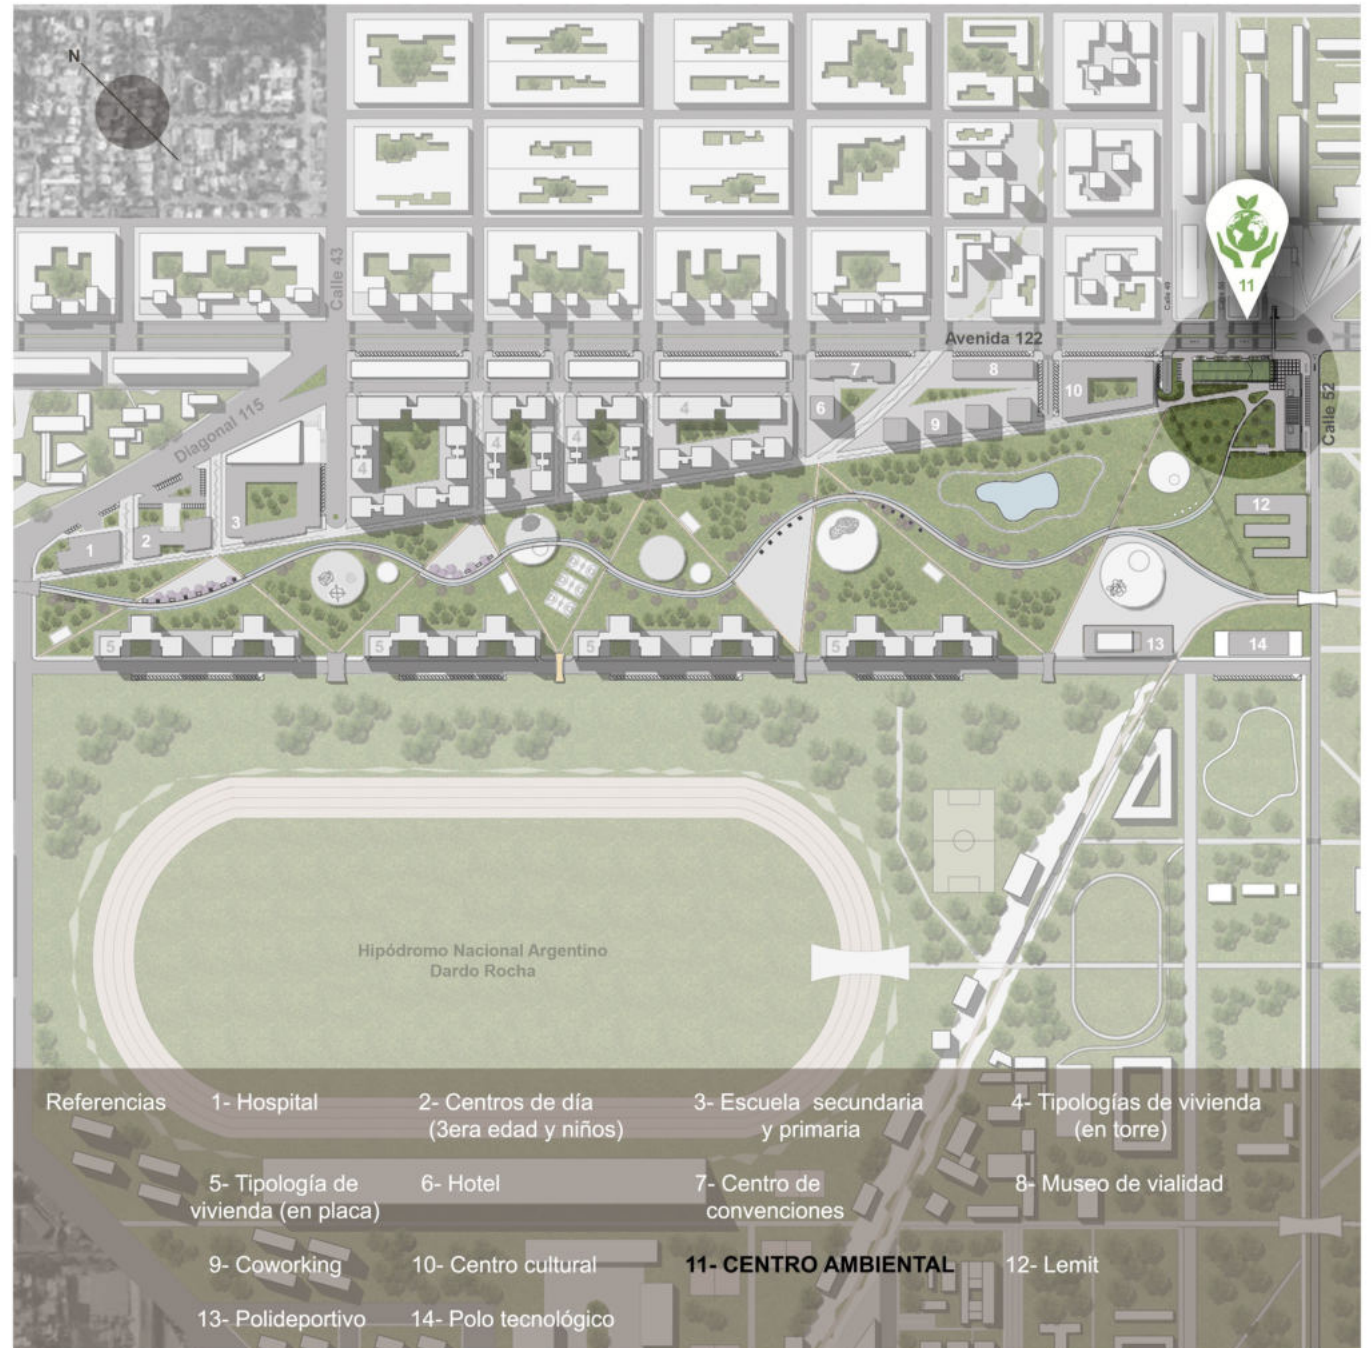 N
Calle 43
Calle 49
11
Avenida 122
Calle 52
Diagonal 115
7
8
10
6
9
4
4
4
4
3
2
1
12
5
5
5
5
13
14
Hipódromo Nacional Argentino
Dardo Rocha
Referencias
1- Hospital
2- Centros de día
(3era edad y niños)
3- Escuela secundaria
y primaria
4- Tipologías de vivienda
(en torre)
5- Tipología de
vivienda (en placa)
6- Hotel
7- Centro de
convenciones
8- Museo de vialidad
9- Coworking
10- Centro cultural
11- CENTRO AMBIENTAL
12- Lemit
13- Polideportivo
14- Polo tecnológico